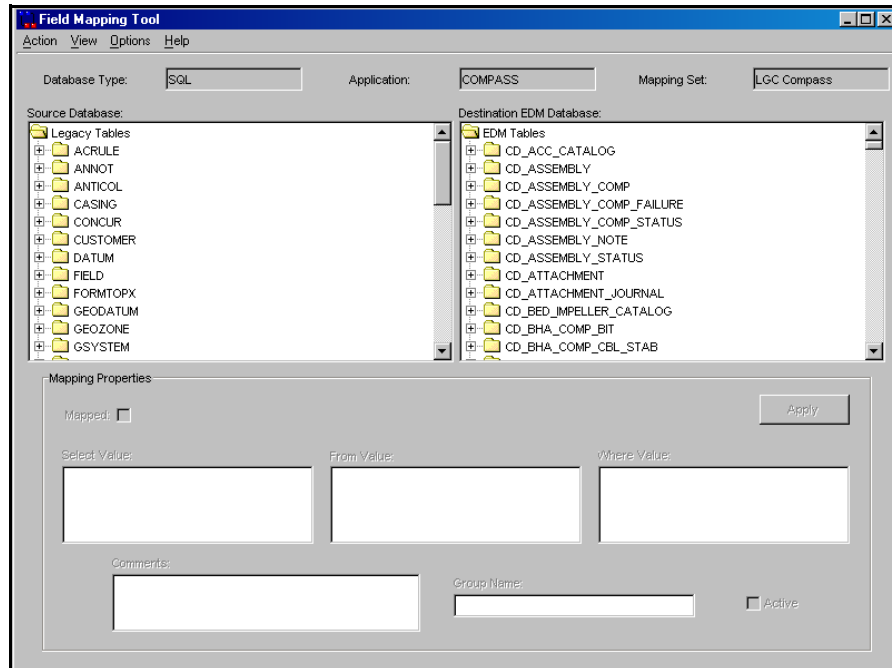 Field Mapping Tool
Action View Options Help
Database Type: SQL Application: COMPASS Mapping Set: LGC Compass
Source Database:
Legacy Tables
ACRULE
ANNOT
ANTICOL
CASING
CONCUR
CUSTOMER
DATUM
FIELD
FORMTOPX
GEODATUM
GEOZONE
GSYSTEM
Destination EDM Database:
EDM Tables
CD_ACC_CATALOG
CD_ASSEMBLY
CD_ASSEMBLY_COMP
CD_ASSEMBLY_COMP_FAILURE
CD_ASSEMBLY_COMP_STATUS
CD_ASSEMBLY_NOTE
CD_ASSEMBLY_STATUS
CD_ATTACHMENT
CD_ATTACHMENT_JOURNAL
CD_BED_IMPELLER_CATALOG
CD_BHA_COMP_BIT
CD_BHA_COMP_CBL_STAB
Mapping Properties
Mapped:
Apply
Select Value: From Value: Where Value:
Comments:
Group Name:
Active